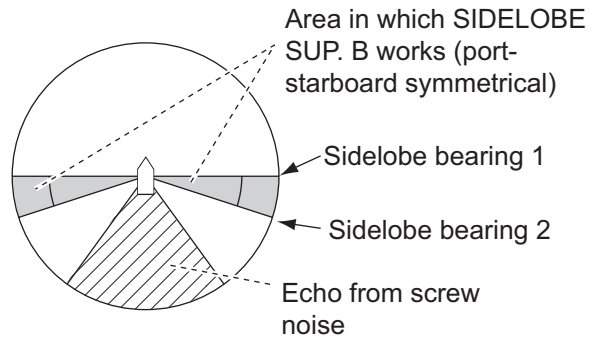 Area in which SIDELOBE
SUP. B works (port-
starboard symmetrical)
Sidelobe bearing 1
Sidelobe bearing 2
Echo from screw
noise